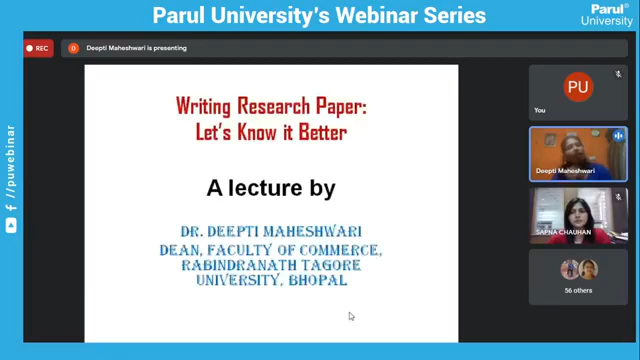 Parul University's Webinar Series
Parul®
University
REC
D
Deepti Maheshwari is presenting
Writing Research Paper:
Let's Know it Better
A lecture by
DR. DEEPTI MAHESHWARI
DEAN, FACULTY OF COMMERCE,
RABINDRANATH TAGORE
UNIVERSITY, BHOPAL
PU
You
Deepti Maheshwari
SAPNA CHAUHAN
56 others
/puwebinar